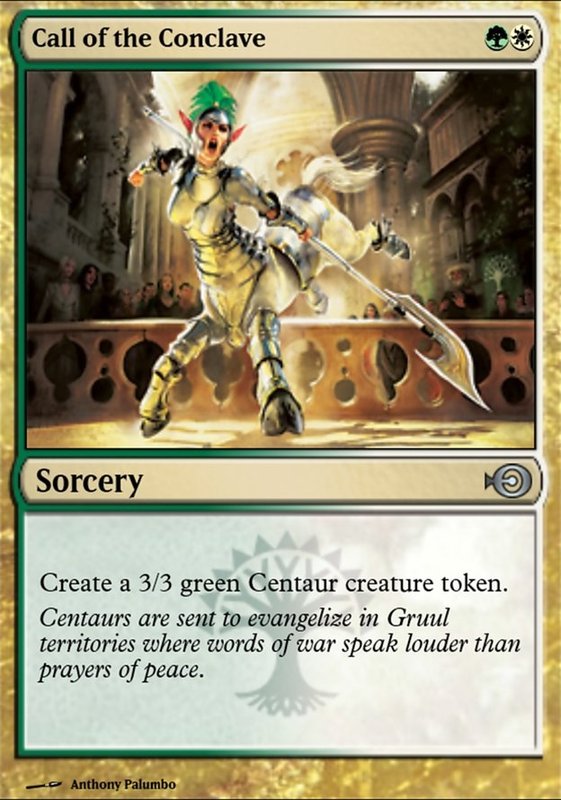 Call of the Conclave
Sorcery
Create a 3/3 green Centaur creature token.
Centaurs are sent to evangelize in Gruul
territories where words of war speak louder than
prayers of peace.
Anthony Palumbo